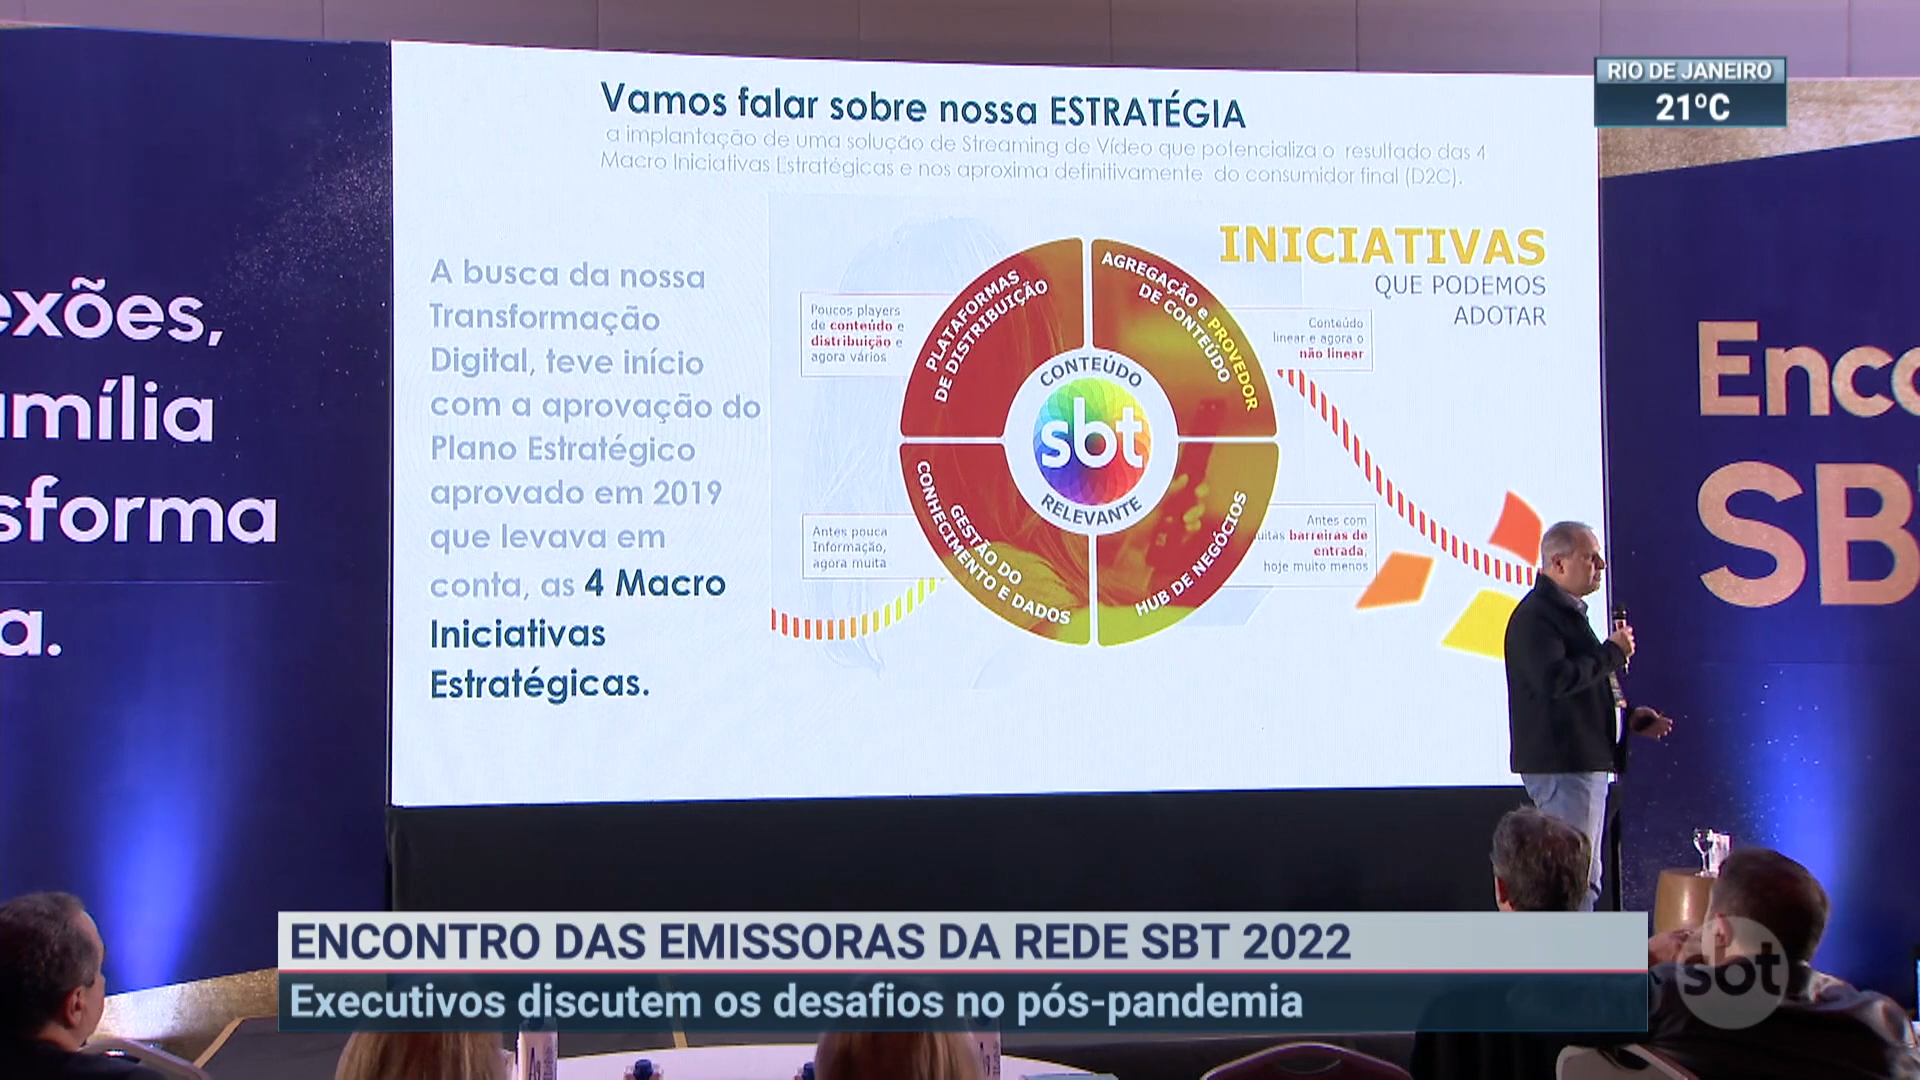 RIO DE JANEIRO
21ºC
Vamos falar sobre nossa ESTRATÉGIA
a implantação de uma solução de Streaming de Vídeo que potencializa o resultado das 4
Macro Iniciativas Estratégicas e nos aproxima definitivamente do consumidor final (D2C).
A busca da nossa
Transformação
Digital, teve início
com a aprovação do
Plano Estratégico
aprovado em 2019
que levava em
conta, as 4 Macro
Iniciativas
Estratégicas.
INICIATIVAS
QUE PODEMOS
ADOTAR
Poucos players
de conteúdo e
distribuição e
agora vários
PLATAFORMAS
DE DISTRIBUIÇÃO
AGREGAÇÃO e PROVEDOR
DE CONTEÚDO
Conteúdo
linear e agora o
não linear
CONTEÚDO
sbt
RELEVANTE
Antes pouca
Informação,
agora muita
GESTÃO DO
CONHECIMENTO E DADOS
HUB DE NEGÓCIOS
Antes com
uitas barreiras de
entrada,
hoje muito menos
exões,
amília
sforma
a.
Enco
SB
ENCONTRO DAS EMISSORAS DA REDE SBT 2022
Executivos discutem os desafios no pós-pandemia
sbt